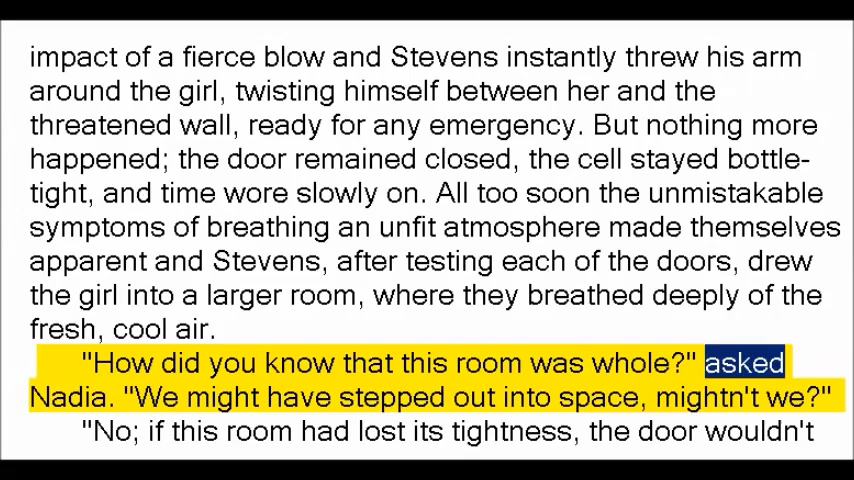 impact of a fierce blow and Stevens instantly threw his arm
around the girl, twisting himself between her and the
threatened wall, ready for any emergency. But nothing more
happened; the door remained closed, the cell stayed bottle-
tight, and time wore slowly on. All too soon the unmistakable
symptoms of breathing an unfit atmosphere made themselves
apparent and Stevens, after testing each of the doors, drew
the girl into a larger room, where they breathed deeply of the
fresh, cool air.
"How did you know that this room was whole?" asked
Nadia. "We might have stepped out into space, mightn't we?"
"No; if this room had lost its tightness, the door wouldn't